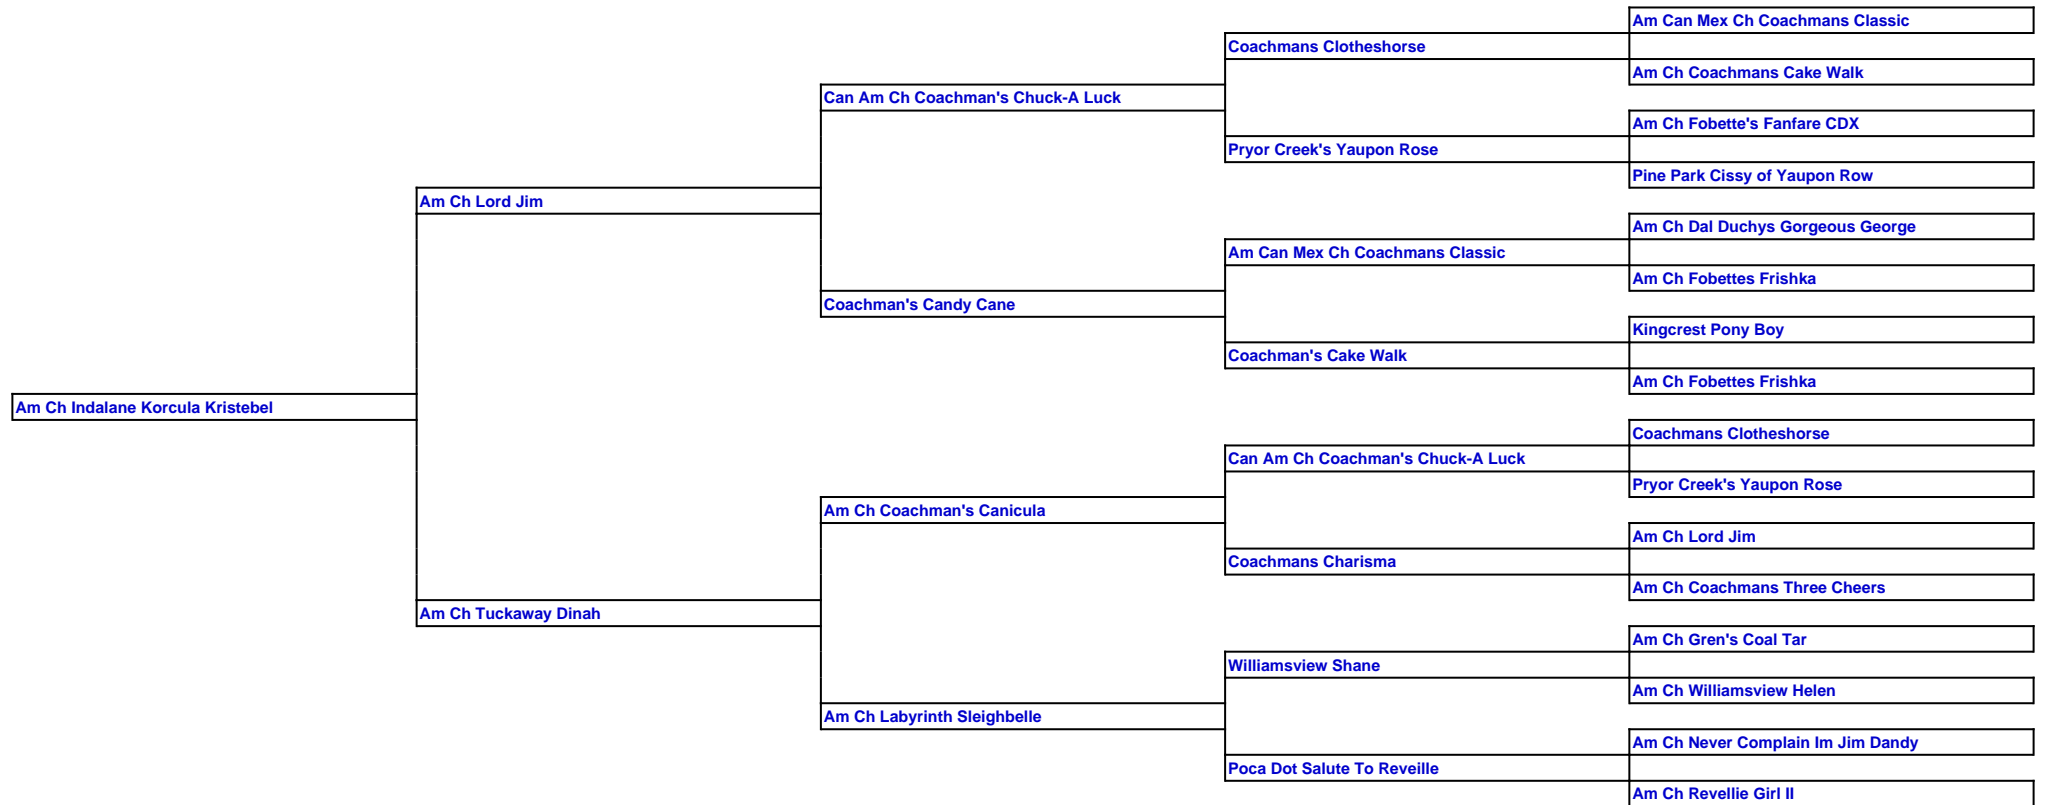 Am Can Mex Ch Coachmans Classic
Coachmans Clotheshorse
Am Ch Coachmans Cake Walk
Can Am Ch Coachman's Chuck-A Luck
Am Ch Fobette's Fanfare CDX
Pryor Creek's Yaupon Rose
Pine Park Cissy of Yaupon Row
Am Ch Lord Jim
Am Ch Dal Duchys Gorgeous George
Am Can Mex Ch Coachmans Classic
Am Ch Fobettes Frishka
Coachman's Candy Cane
Kingcrest Pony Boy
Coachman's Cake Walk
Am Ch Fobettes Frishka
Am Ch Indalane Korcula Kristebel
Coachmans Clotheshorse
Can Am Ch Coachman's Chuck-A Luck
Pryor Creek's Yaupon Rose
Am Ch Coachman's Canicula
Am Ch Lord Jim
Coachmans Charisma
Am Ch Coachmans Three Cheers
Am Ch Tuckaway Dinah
Am Ch Gren's Coal Tar
Williamsview Shane
Am Ch Williamsview Helen
Am Ch Labyrinth Sleighbelle
Am Ch Never Complain Im Jim Dandy
Poca Dot Salute To Reveille
Am Ch Revellie Girl II